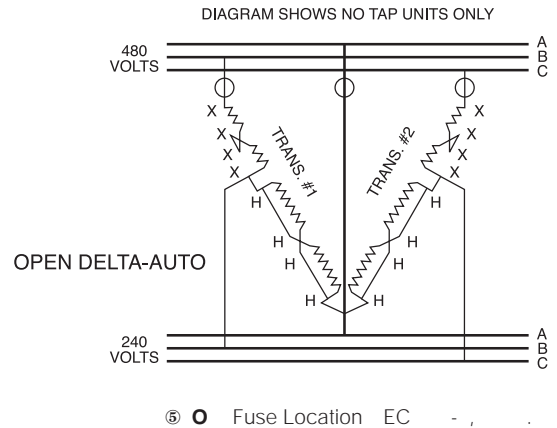 DIAGRAM SHOWS NO TAP UNITS ONLY
480
VOLTS
A
B
C
X
X
X
X
TRANS. #1
H
H
H
H
TRANS. #2
X
X
X
X
H
H
H
H
OPEN DELTA-AUTO
240
VOLTS
A
B
C
⑤ O Fuse Location EC - , .